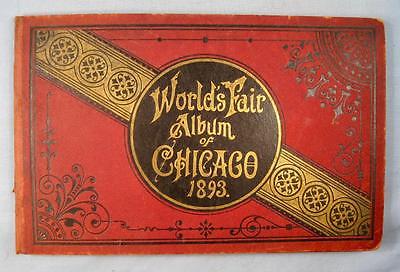 World's Fair
Album
of
CHICAGO
1893.